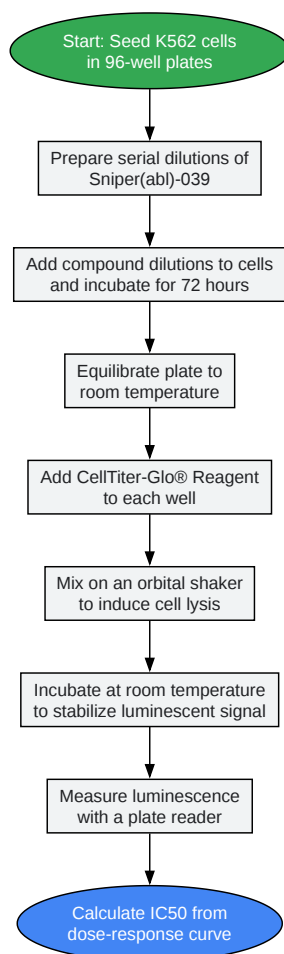 Start: Seed K562 cells
in 96-well plates
Prepare serial dilutions of
Sniper(abl)-039
Add compound dilutions to cells
and incubate for 72 hours
Equilibrate plate to
room temperature
Add CellTiter-Glo® Reagent
to each well
Mix on an orbital shaker
to induce cell lysis
Incubate at room temperature
to stabilize luminescent signal
Measure luminescence
with a plate reader
Calculate IC50 from
dose-response curve